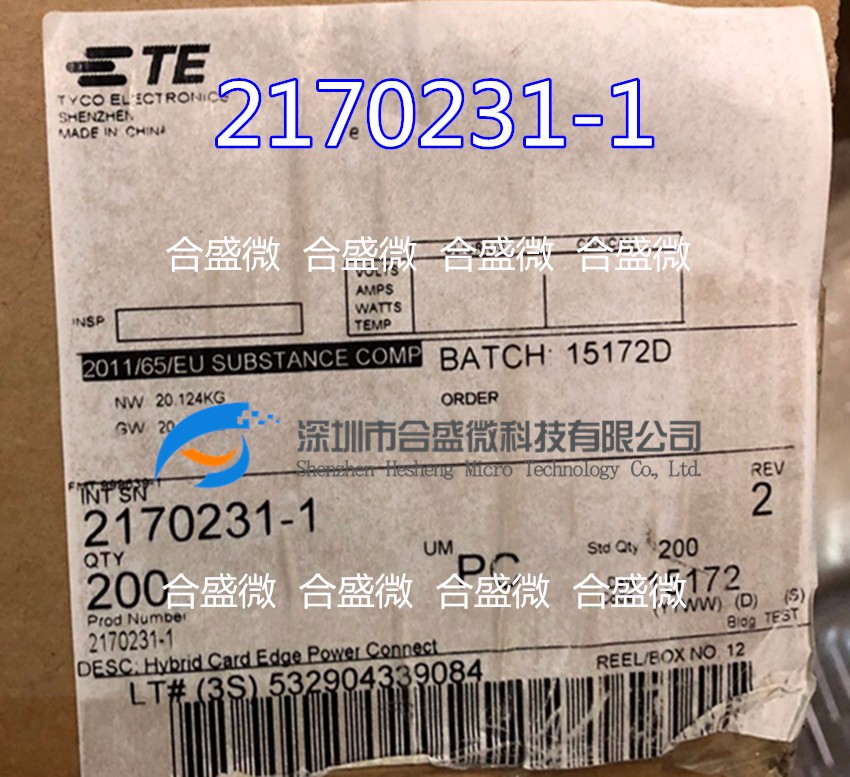 TE
TYCO ELECTRONICS
2170231-1
SHENZHEN
MADE IN CHINA
e
合盛微 合盛微 合盛微 合盛微
VOLTS
AMPS
WATTS
TEMP
INSP
2011/65/EU SUBSTANCE COMP
BATCH 15172D
NW 20.124KG
ORDER
GW 20
深圳市合盛微科技有限公司
Shenzhen Hesheng Micro Technology Co., Ltd.
INT SN
REV
2170231-1
2
QTY
UM PC
Std Qty 200
200
15172
合盛微 合盛微 合盛微 合盛微
(D) (S)
Prod Number
Bldg TEST
2170231-1
DESC: Hybrid Card Edge Power Connect
REEL/BOX NO. 12
LT# (3S) 532904339084